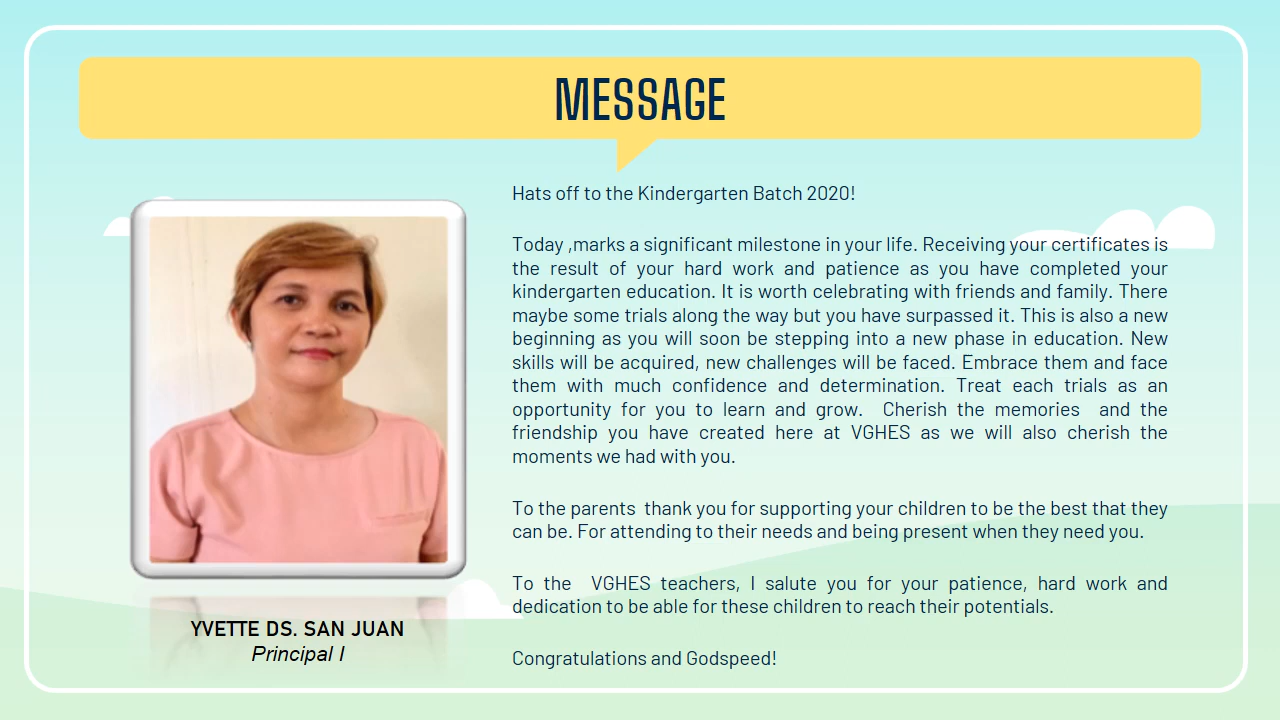 MESSAGE
Hats off to the Kindergarten Batch 2020!
Today ,marks a significant milestone in your life. Receiving your certificates is
the result of your hard work and patience as you have completed your
kindergarten education. It is worth celebrating with friends and family. There
maybe some trials along the way but you have surpassed it. This is also a new
beginning as you will soon be stepping into a new phase in education. New
skills will be acquired, new challenges will be faced. Embrace them and face
them with much confidence and determination. Treat each trials as an
opportunity for you to learn and grow.  Cherish the memories  and the
friendship you have created here at VGHES as we will also cherish the
moments we had with you.
To the parents  thank you for supporting your children to be the best that they
can be. For attending to their needs and being present when they need you.
To the  VGHES teachers, I salute you for your patience, hard work and
dedication to be able for these children to reach their potentials.
Congratulations and Godspeed!
YVETTE DS. SAN JUAN
Principal I